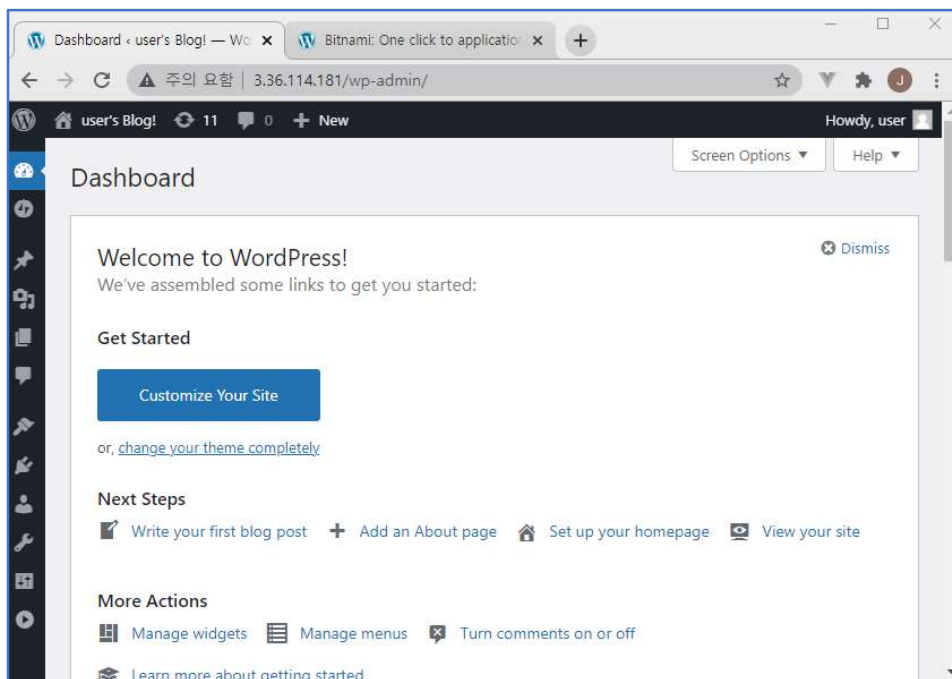 Dashboard ‹ user's Blog! — Wo
Bitnami: One click to application
주의 요함 | 3.36.114.181/wp-admin/
J
user's Blog! 11 0 + New Howdy, user
Screen Options Help
Dashboard
Welcome to WordPress!
Dismiss
We've assembled some links to get you started:
Get Started
Customize Your Site
or, change your theme completely
Next Steps
Write your first blog post Add an About page Set up your homepage View your site
More Actions
Manage widgets Manage menus Turn comments on or off
Learn more about getting started